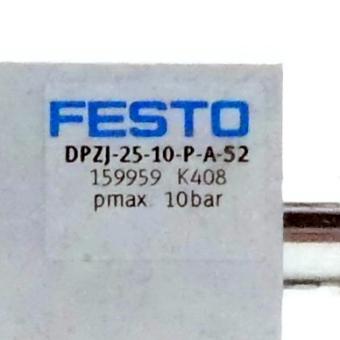 FESTO
DPZJ-25-10-P-A-S2
159959 K408
pmax. 10bar